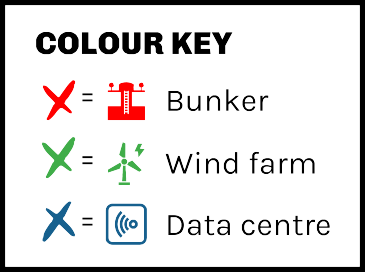 COLOUR KEY
= Bunker
= Wind farm
= Data centre